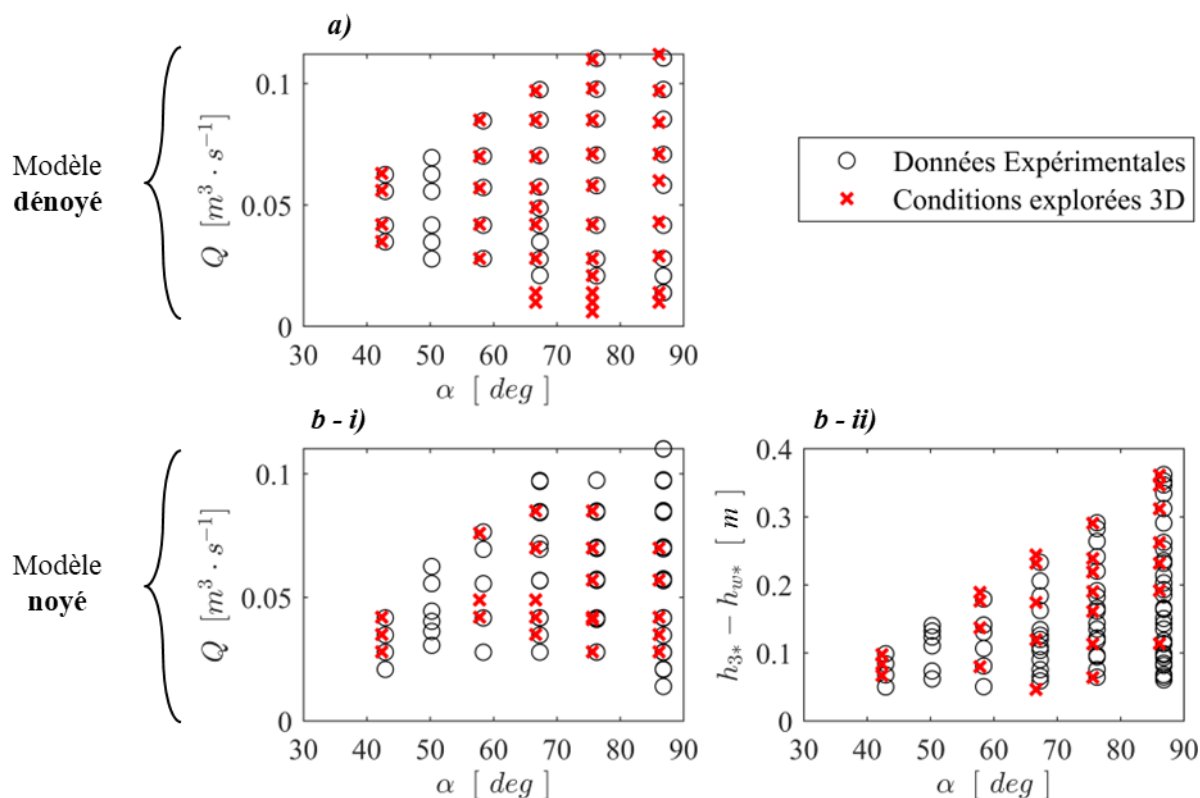 a)
Modèle
dénoyé
Q [m³ · s⁻¹]
0.1
0.05
0
30 40 50 60 70 80 90
α [ deg ]
Données Expérimentales
Conditions explorées 3D
b - i)
Modèle
noyé
Q [m³ · s⁻¹]
0.1
0.05
0
30 40 50 60 70 80 90
α [ deg ]
b - ii)
h3* − hw* [ m ]
0.4
0.3
0.2
0.1
0
30 40 50 60 70 80 90
α [ deg ]